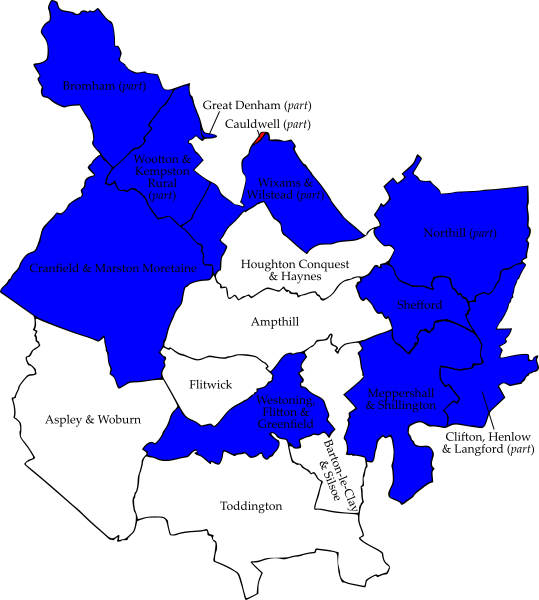 Bromham (part)
Great Denham (part)
Cauldwell (part)
Wootton &
Kempston
Rural
(part)
Wixams &
Wilstead (part)
Northill (part)
Cranfield & Marston Moretaine
Houghton Conquest
& Haynes
Shefford
Ampthill
Flitwick
Westoning,
Flitton &
Greenfield
Meppershall
& Shillington
Aspley & Woburn
Clifton, Henlow
& Langford (part)
Barton-le-Clay
& Silsoe
Toddington